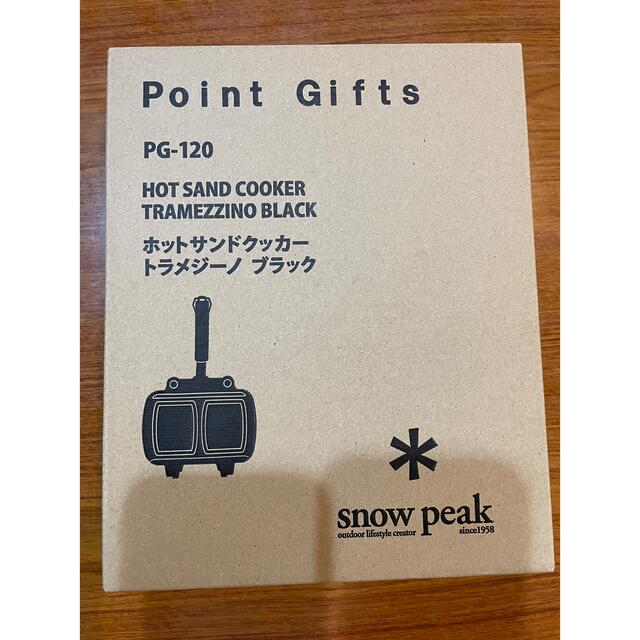 Point Gifts
PG-120
HOT SAND COOKER
TRAMEZZINO BLACK
ホットサンドクッカー
トラメジーノ ブラック
snow peak
outdoor lifestyle creator since1958